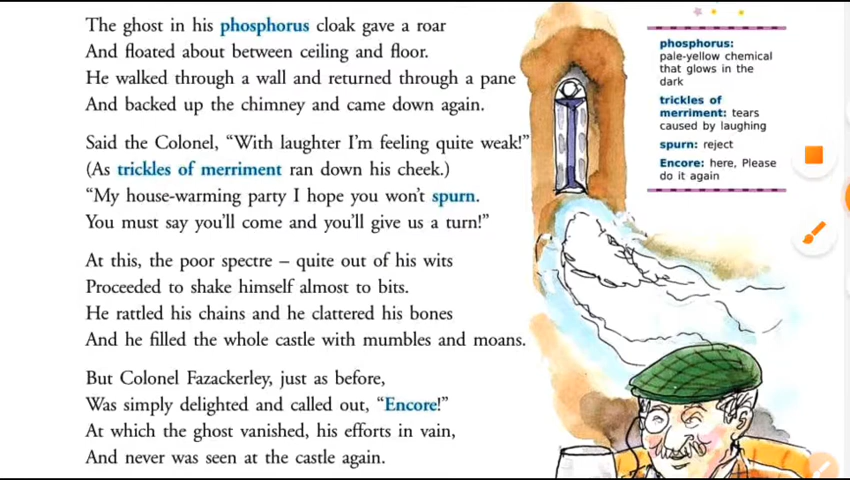 The ghost in his phosphorus cloak gave a roar
And floated about between ceiling and floor.
He walked through a wall and returned through a pane
And backed up the chimney and came down again.
Said the Colonel, “With laughter I’m feeling quite weak!”
(As trickles of merriment ran down his cheek.)
“My house-warming party I hope you won’t spurn.
You must say you’ll come and you’ll give us a turn!”
At this, the poor spectre – quite out of his wits
Proceeded to shake himself almost to bits.
He rattled his chains and he clattered his bones
And he filled the whole castle with mumbles and moans.
But Colonel Fazackerley, just as before,
Was simply delighted and called out, “Encore!”
At which the ghost vanished, his efforts in vain,
And never was seen at the castle again.
phosphorus:
pale-yellow chemical
that glows in the
dark
trickles of
merriment: tears
caused by laughing
spurn: reject
Encore: here, Please
do it again